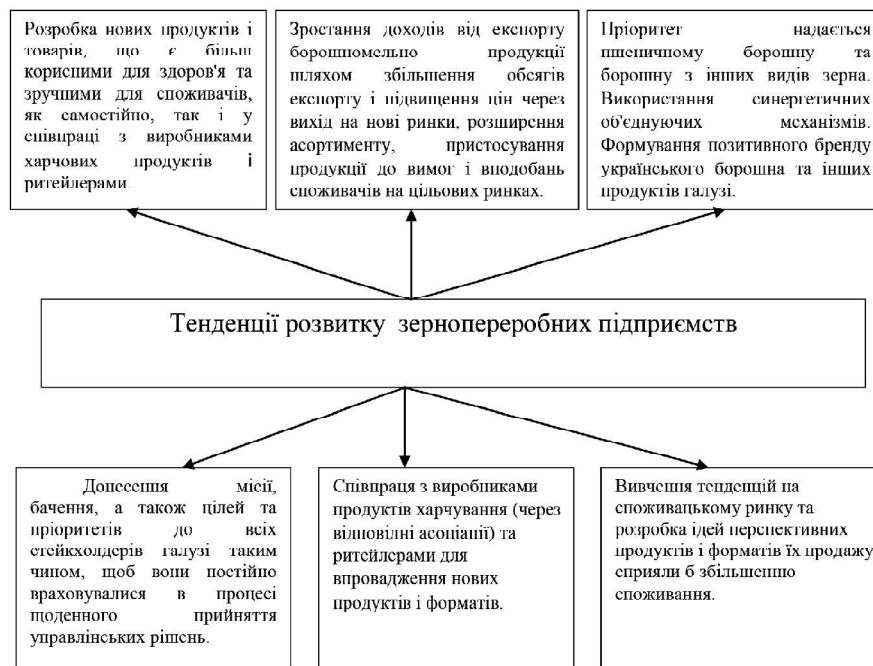 Розробка нових продуктів і
товарів, що є більш
корисними для здоров'я та
зручними для споживачів,
як самостійно, так і у
співпраці з виробниками
харчових продуктів і
ритейлерами.
Зростання доходів від експорту
борошномельно продукції
шляхом збільшення обсягів
експорту і підвищення цін через
вихід на нові ринки, розширення
асортименту, пристосування
продукції до вимог і вподобань
споживачів на цільових ринках.
Пріоритет надається
пшеничному борошну та
борошну з інших видів зерна.
Використання синергетичних
об'єднуючих механізмів.
Формування позитивного бренду
українського борошна та інших
продуктів галузі.
Тенденції розвитку зернопереробних підприємств
Донесення місії,
бачення, а також цілей та
пріоритетів до всіх
стейкхолдерів галузі таким
чином, щоб вони постійно
враховувалися в процесі
щоденного прийняття
управлінських рішень.
Співпраця з виробниками
продуктів харчування (через
відповідні асоціації) та
ритейлерами для
впровадження нових
продуктів і форматів.
Вивчення тенденцій на
споживацькому ринку та
розробка ідей перспективних
продуктів і форматів їх продажу
сприяли б збільшенню
споживання.